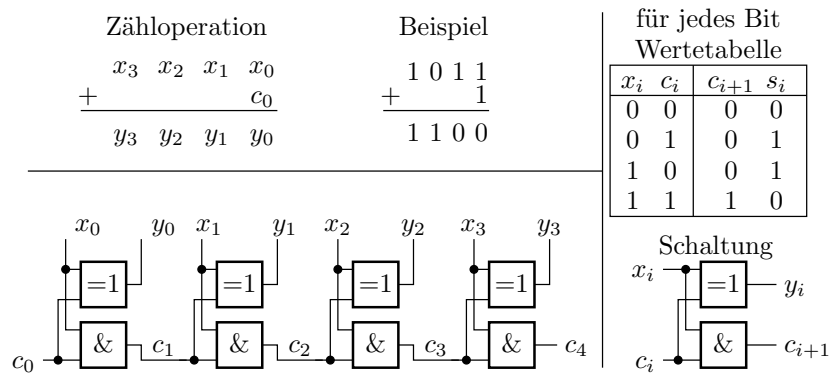 Zähloperation
x3 x2 x1 x0
+ c0
y3 y2 y1 y0
Beispiel
1 0 1 1
+ 1
1 1 0 0
für jedes Bit
Wertetabelle
xi ci ci+1 si
0 0 0 0
0 1 0 1
1 0 0 1
1 1 1 0
x0 y0 x1 y1 x2 y2 x3 y3
=1 =1 =1 =1
& & & &
c0 c1 c2 c3 c4
Schaltung
xi
=1 yi
&
ci ci+1